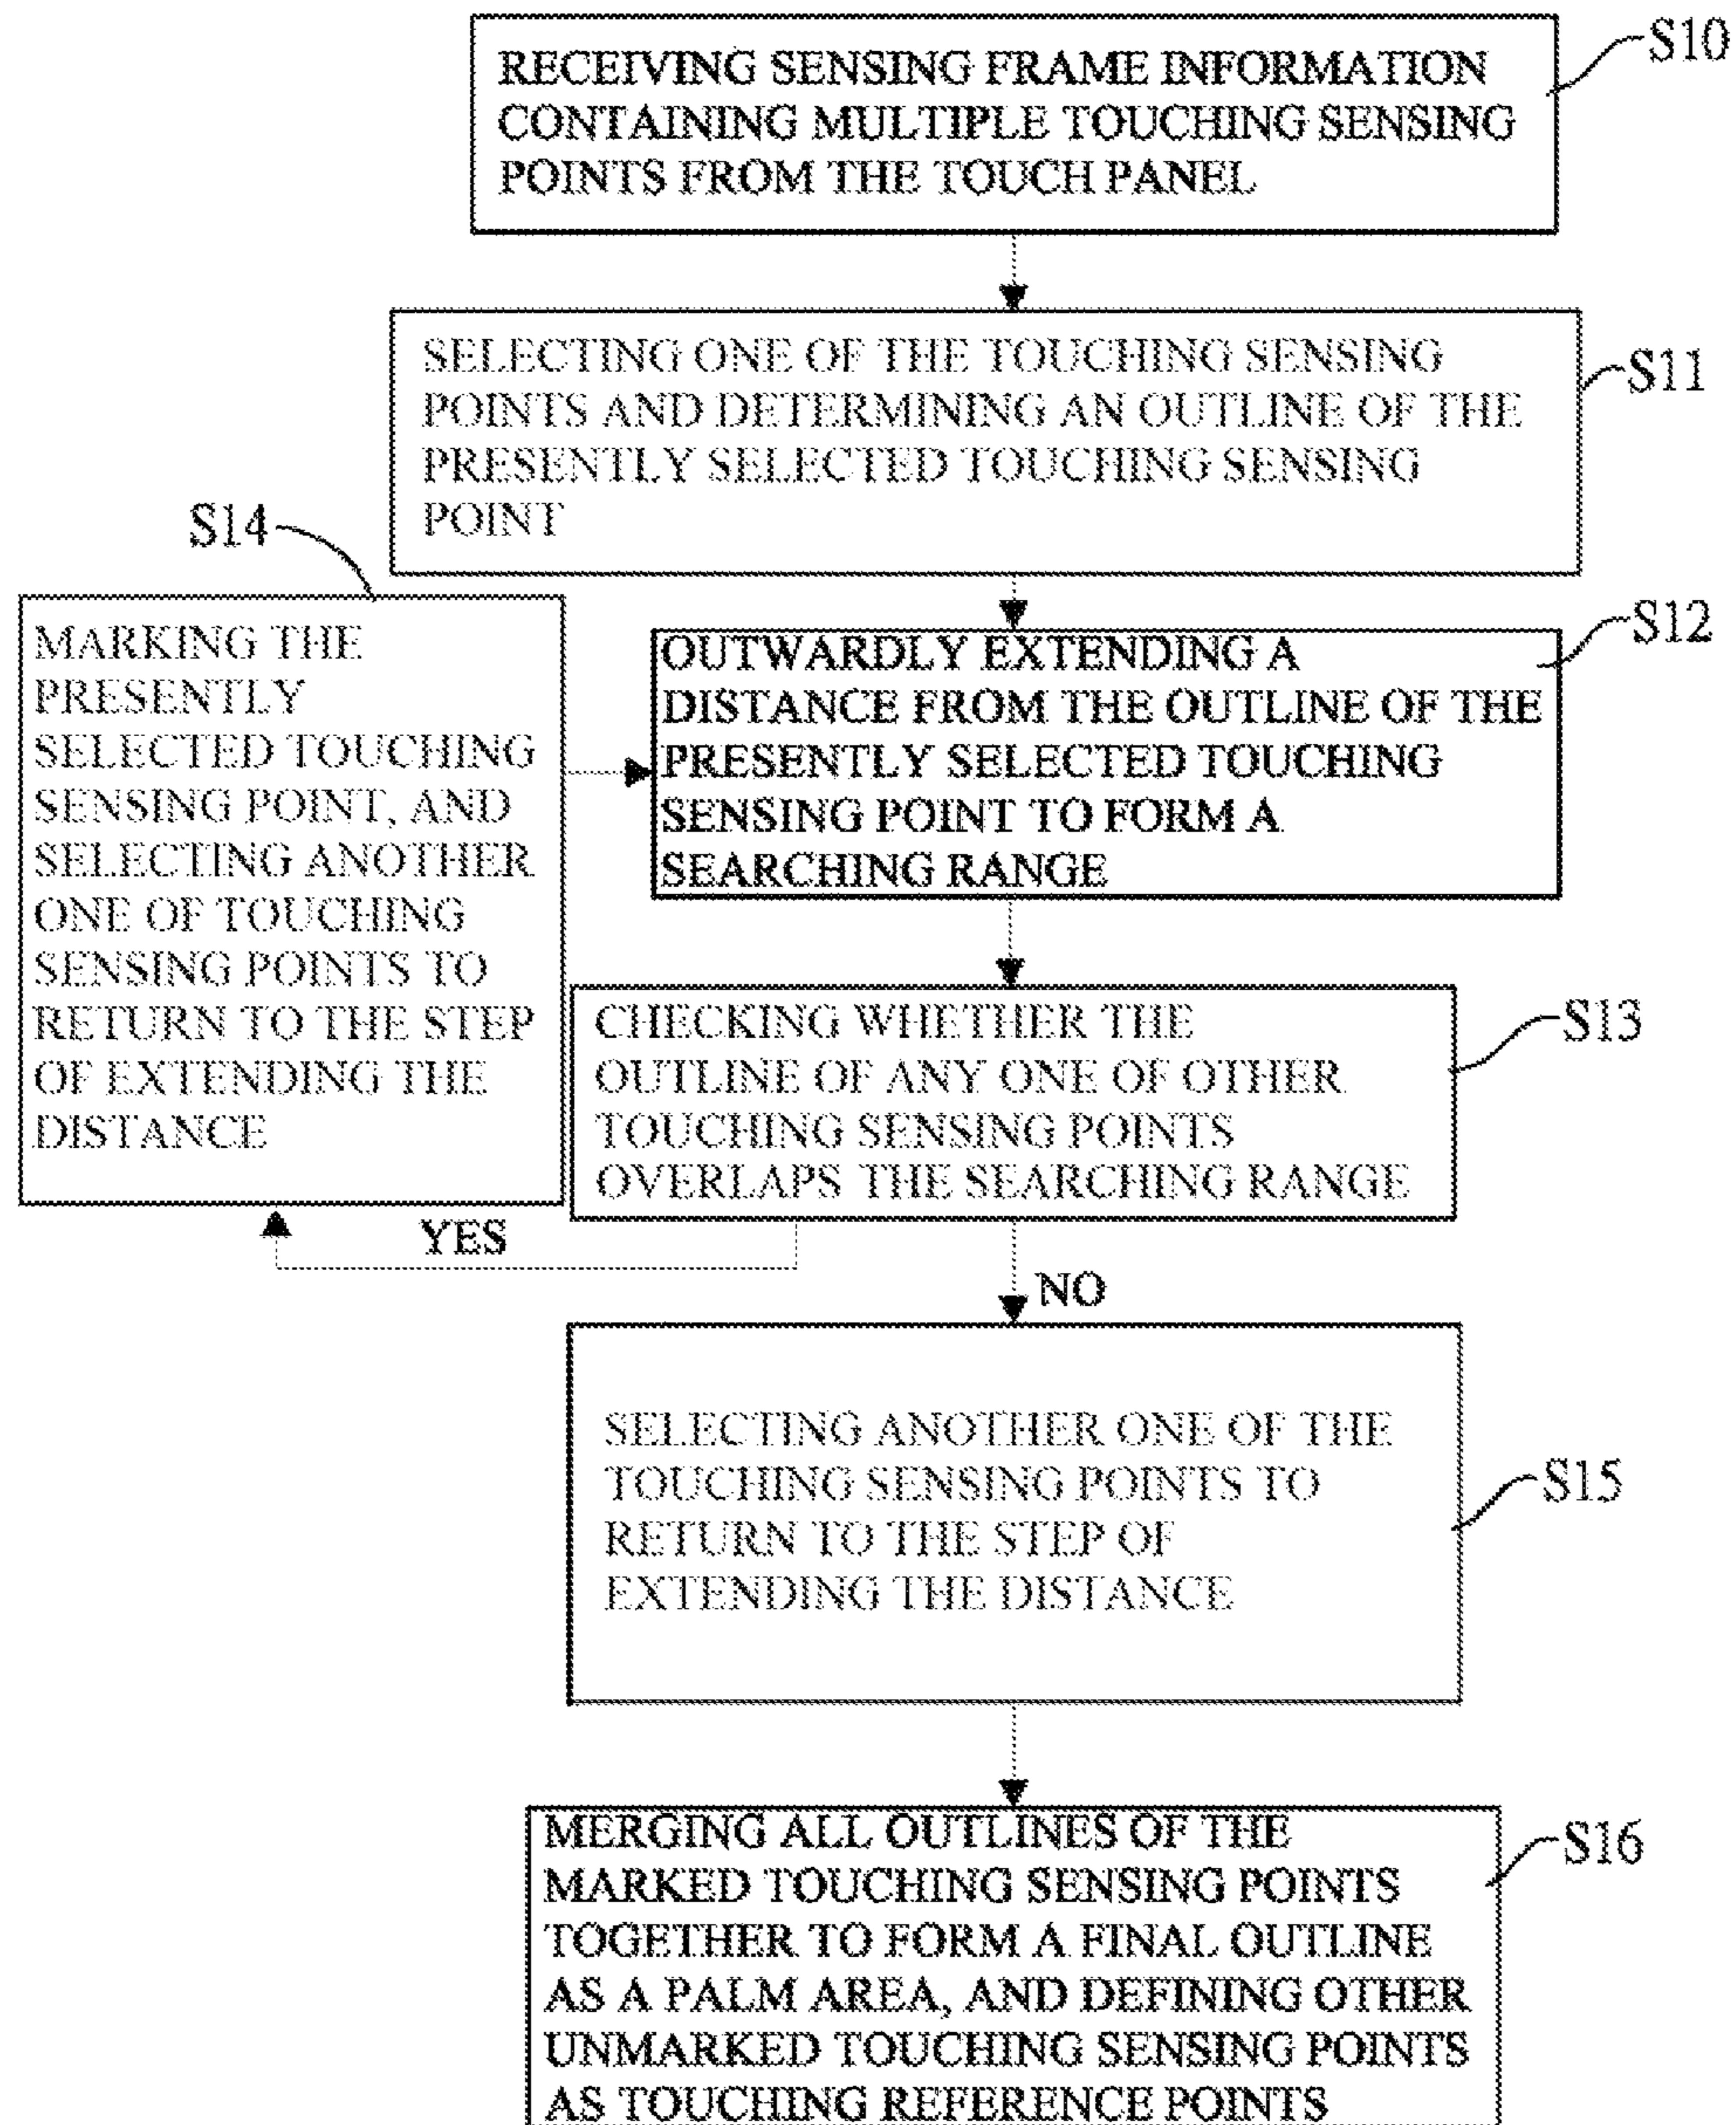 S10
RECEIVING SENSING FRAME INFORMATION
CONTAINING MULTIPLE TOUCHING SENSING
POINTS FROM THE TOUCH PANEL
S11
SELECTING ONE OF THE TOUCHING SENSING
POINTS AND DETERMINING AN OUTLINE OF THE
PRESENTLY SELECTED TOUCHING SENSING
POINT
S14
MARKING THE
PRESENTLY
SELECTED TOUCHING
SENSING POINT, AND
SELECTING ANOTHER
ONE OF TOUCHING
SENSING POINTS TO
RETURN TO THE STEP
OF EXTENDING THE
DISTANCE
S12
OUTWARDLY EXTENDING A
DISTANCE FROM THE OUTLINE OF THE
PRESENTLY SELECTED TOUCHING
SENSING POINT TO FORM A
SEARCHING RANGE
S13
CHECKING WHETHER THE
OUTLINE OF ANY ONE OF OTHER
TOUCHING SENSING POINTS
OVERLAPS THE SEARCHING RANGE
YES
NO
S15
SELECTING ANOTHER ONE OF THE
TOUCHING SENSING POINTS TO
RETURN TO THE STEP OF
EXTENDING THE DISTANCE
S16
MERGING ALL OUTLINES OF THE
MARKED TOUCHING SENSING POINTS
TOGETHER TO FORM A FINAL OUTLINE
AS A PALM AREA, AND DEFINING OTHER
UNMARKED TOUCHING SENSING POINTS
AS TOUCHING REFERENCE POINTS